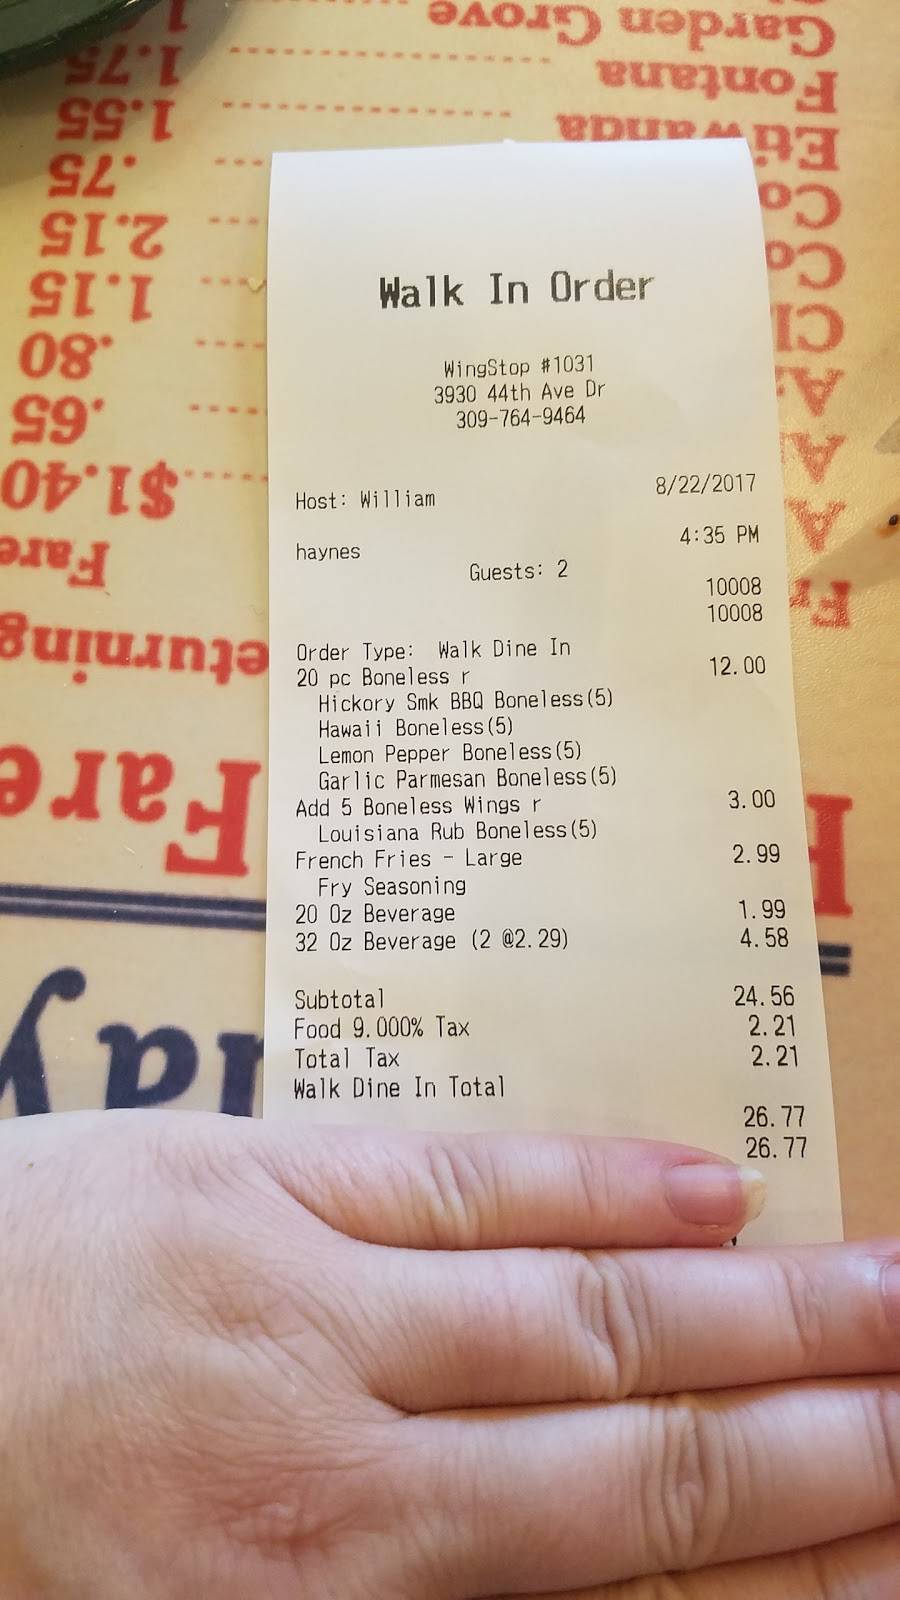 Walk In Order
WingStop #1031
3930 44th Ave Dr
309-764-9464
Host: William 8/22/2017
haynes 4:35 PM
Guests: 2
10008
10008
Order Type: Walk Dine In
20 pc Boneless r 12.00
Hickory Smk BBQ Boneless(5)
Hawaii Boneless(5)
Lemon Pepper Boneless(5)
Garlic Parmesan Boneless(5)
Add 5 Boneless Wings r 3.00
Louisiana Rub Boneless(5)
French Fries - Large 2.99
Fry Seasoning
20 Oz Beverage 1.99
32 Oz Beverage (2 @2.29) 4.58
Subtotal 24.56
Food 9.000% Tax 2.21
Total Tax 2.21
Walk Dine In Total
26.77
26.77
Fare
eturning
Fare
$1.40
.65
.80
1.15
2.15
.75
Etiwanda 1.55
Fontana 1.75
Garden Grove